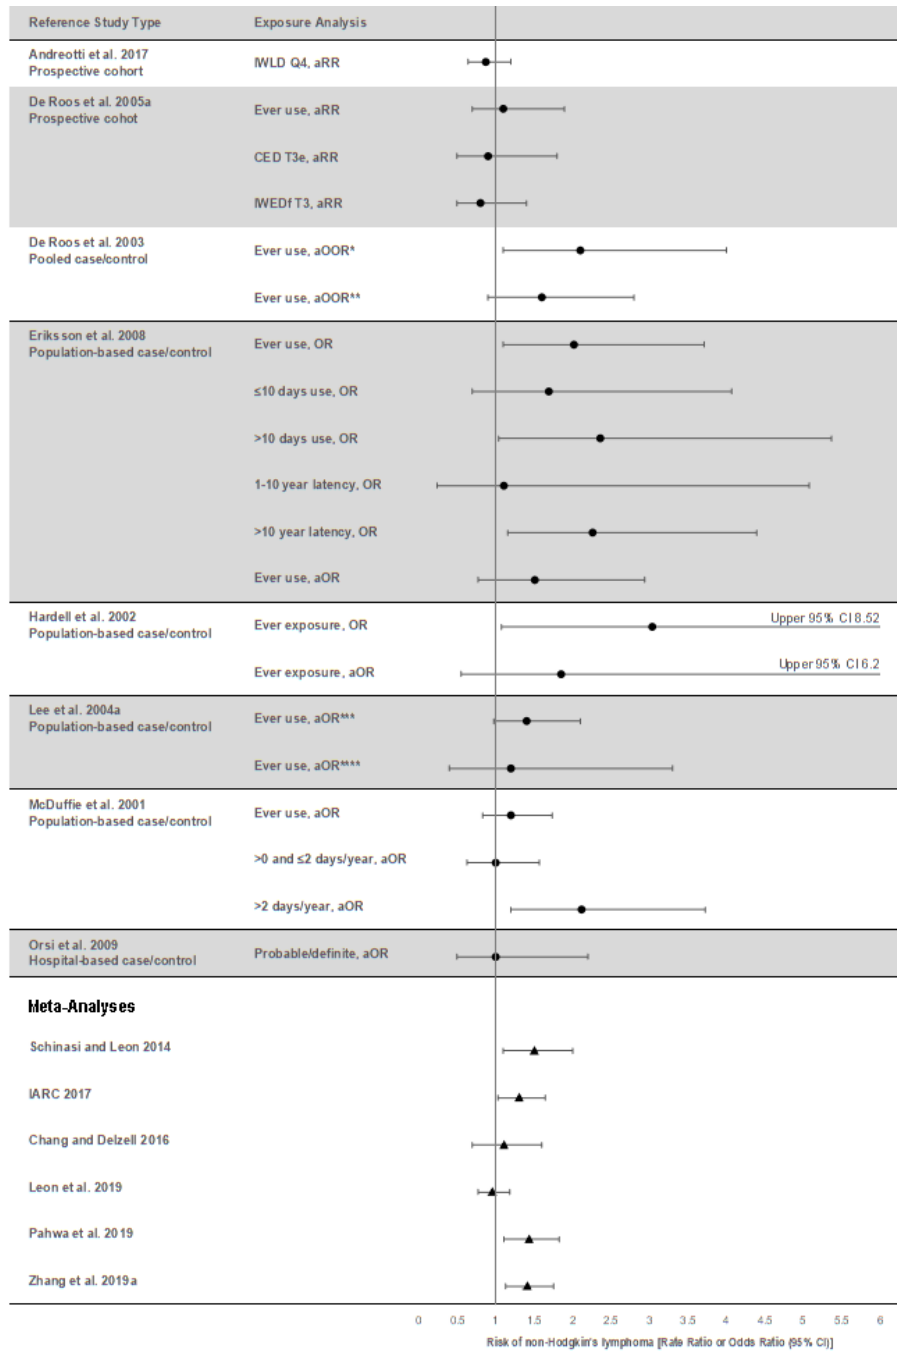 Reference Study Type Exposure Analysis
Andreotti et al. 2017
Prospective cohort
IWLD Q4, aRR
De Roos et al. 2005a
Prospective cohot
Ever use, aRR
CED T3e, aRR
IWEDf T3, aRR
De Roos et al. 2003
Pooled case/control
Ever use, aOOR*
Ever use, aOOR**
Eriksson et al. 2008
Population-based case/control
Ever use, OR
≤10 days use, OR
>10 days use, OR
1-10 year latency, OR
>10 year latency, OR
Ever use, aOR
Hardell et al. 2002
Population-based case/control
Ever exposure, OR
Upper 95% CI 8.52
Ever exposure, aOR
Upper 95% CI 6.2
Lee et al. 2004a
Population-based case/control
Ever use, aOR***
Ever use, aOR****
McDuffie et al. 2001
Population-based case/control
Ever use, aOR
>0 and ≤2 days/year, aOR
>2 days/year, aOR
Orsi et al. 2009
Hospital-based case/control
Probable/definite, aOR
Meta-Analyses
Schinasi and Leon 2014
IARC 2017
Chang and Delzell 2016
Leon et al. 2019
Pahwa et al. 2019
Zhang et al. 2019a
0 0.5 1 1.5 2 2.5 3 3.5 4 4.5 5 5.5 6
Risk of non-Hodgkin's lymphoma [Rate Ratio or Odds Ratio (95% CI)]